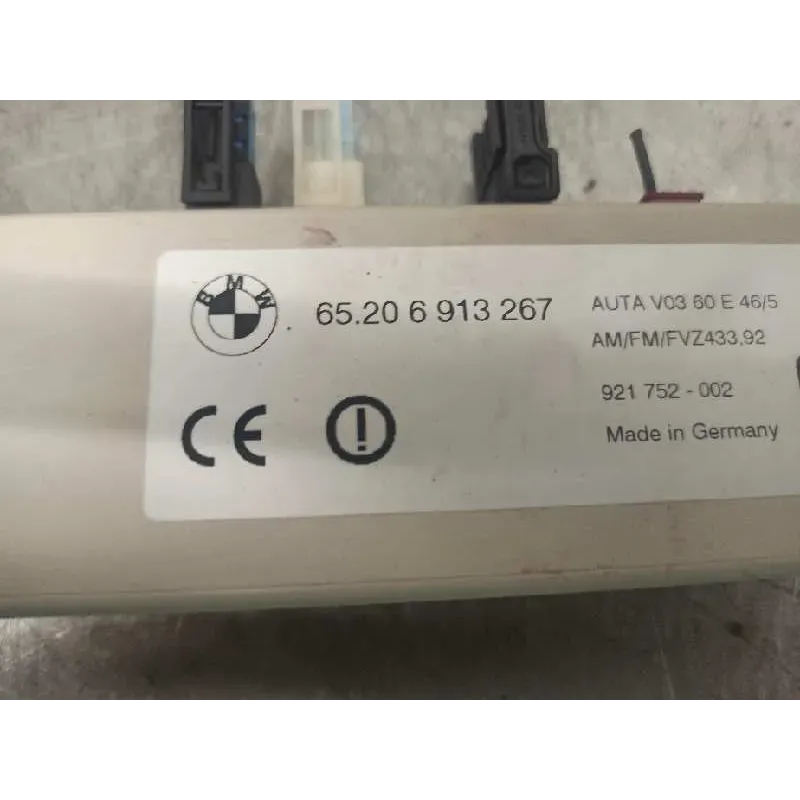 BMW
65.20 6 913 267
AUTA V03 60 E 46/5
AM/FM/FVZ433,92
921 752 - 002
Made in Germany
CE